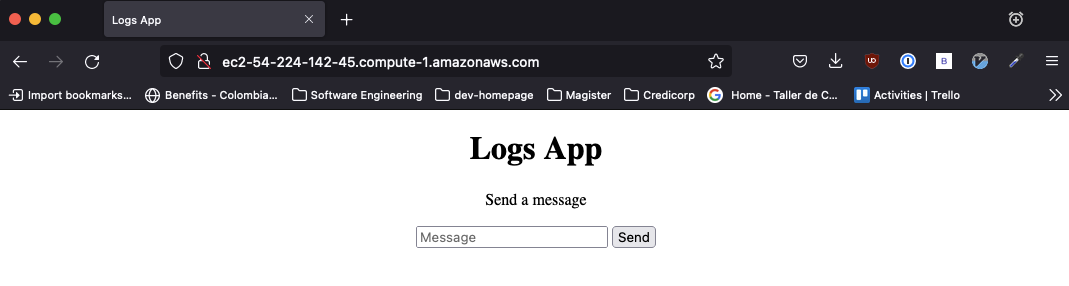 Logs App
ec2-54-224-142-45.compute-1.amazonaws.com
Import bookmarks... Benefits - Colombia... Software Engineering dev-homepage Magister Credicorp Home - Taller de C... Activities | Trello
Logs App
Send a message
Message Send